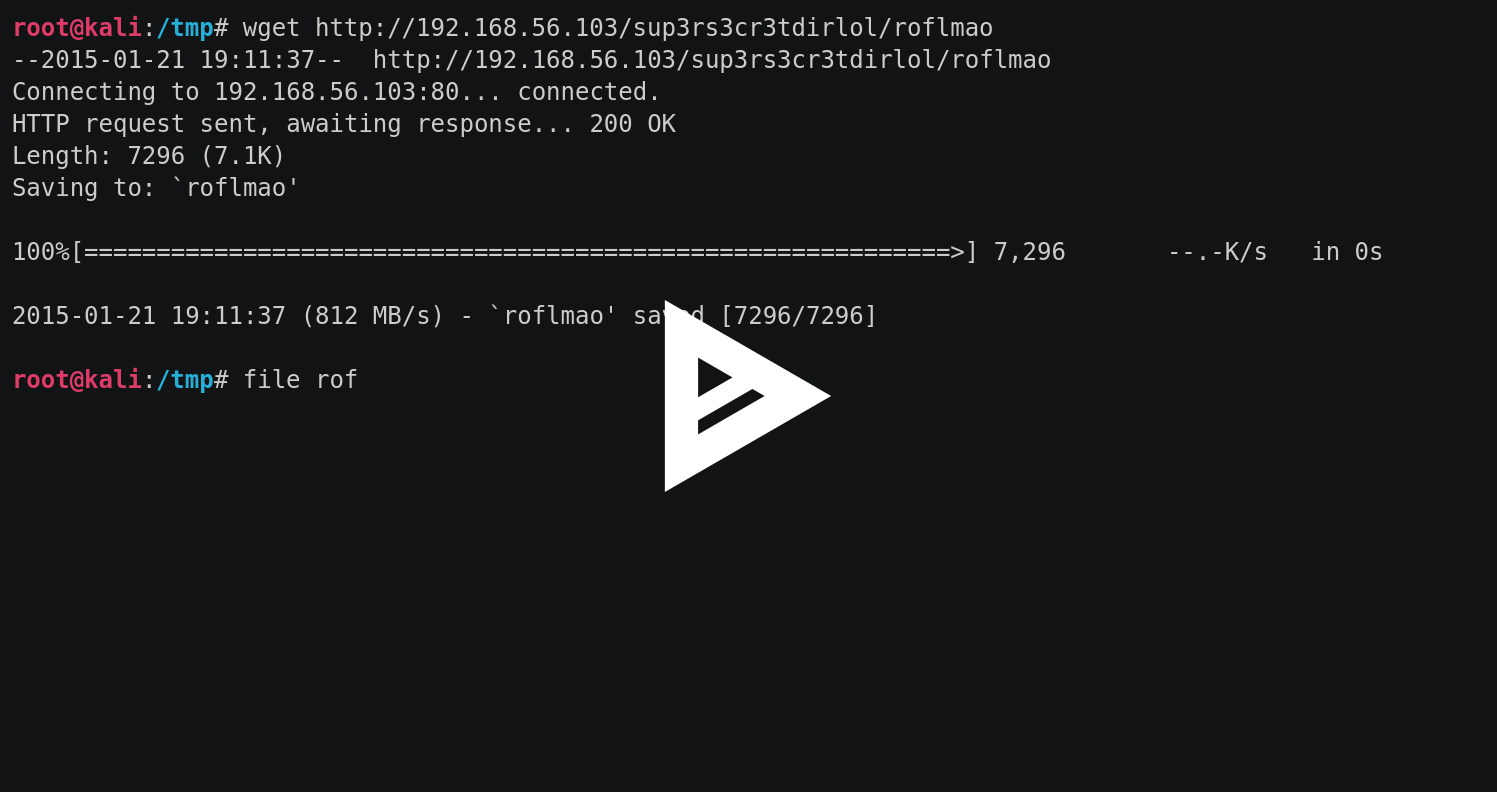 root@kali:/tmp# wget http://192.168.56.103/sup3rs3cr3tdirlol/roflmao
--2015-01-21 19:11:37--  http://192.168.56.103/sup3rs3cr3tdirlol/roflmao
Connecting to 192.168.56.103:80... connected.
HTTP request sent, awaiting response... 200 OK
Length: 7296 (7.1K)
Saving to: `roflmao'
100%[============================================================>] 7,296       --.-K/s   in 0s
2015-01-21 19:11:37 (812 MB/s) - `roflmao' saved [7296/7296]
root@kali:/tmp# file rof